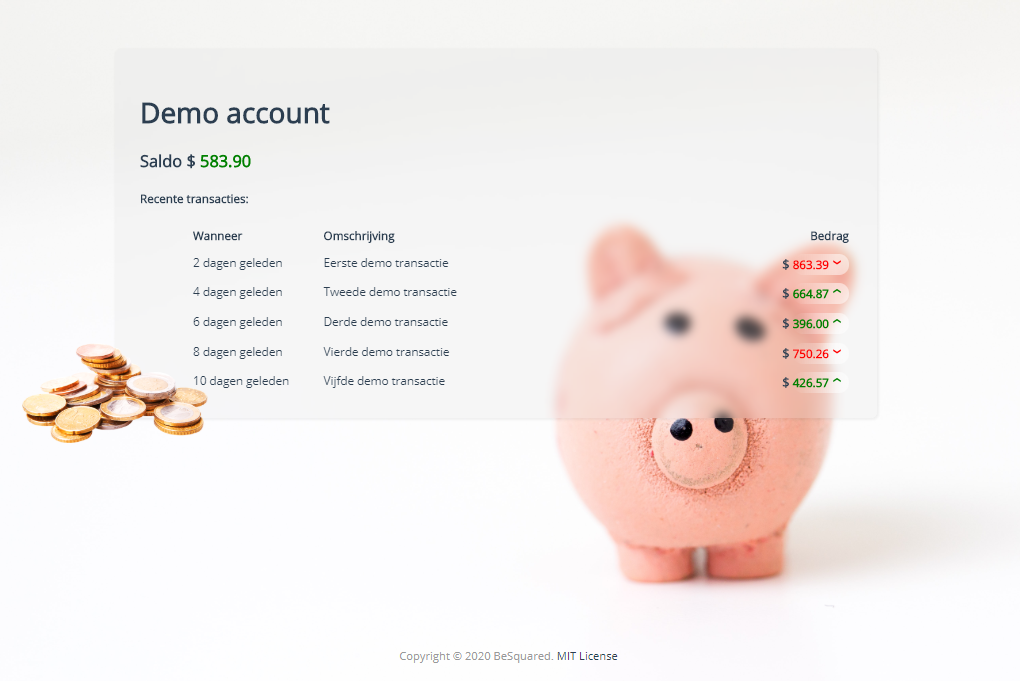 Demo account
Saldo $ 583.90
Recente transacties:
Wanneer Omschrijving Bedrag
2 dagen geleden Eerste demo transactie $ 863.39
4 dagen geleden Tweede demo transactie $ 664.87
6 dagen geleden Derde demo transactie $ 396.00
8 dagen geleden Vierde demo transactie $ 750.26
10 dagen geleden Vijfde demo transactie $ 426.57
Copyright © 2020 BeSquared. MIT License